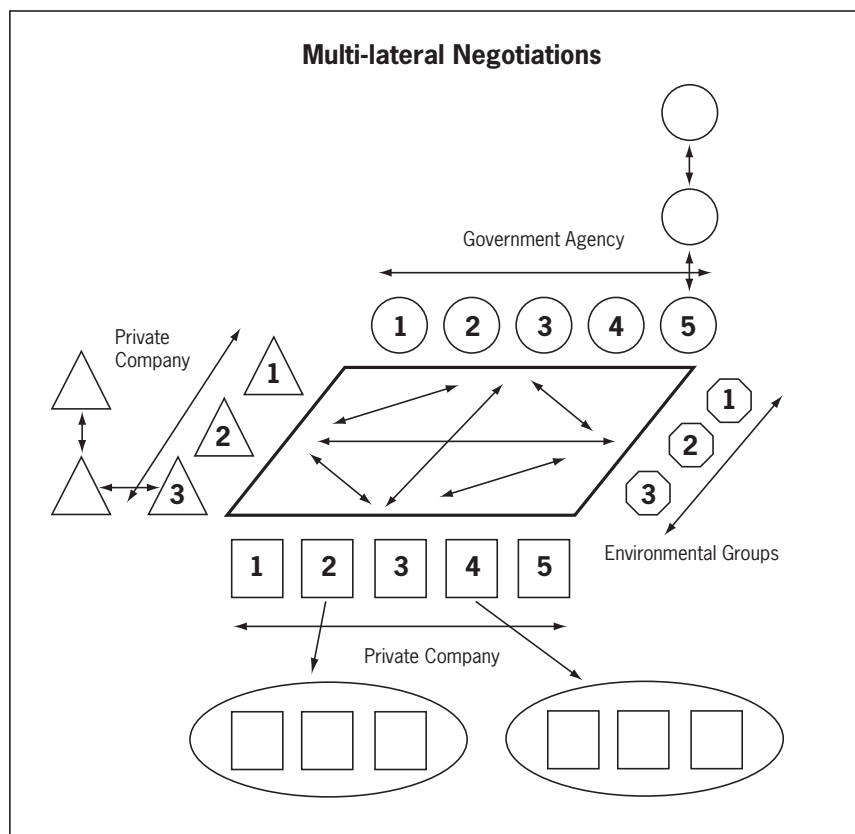 Multi-lateral Negotiations
Government Agency
1 2 3 4 5
Private
Company
1
2
3
1
2
3
Environmental Groups
1 2 3 4 5
Private Company